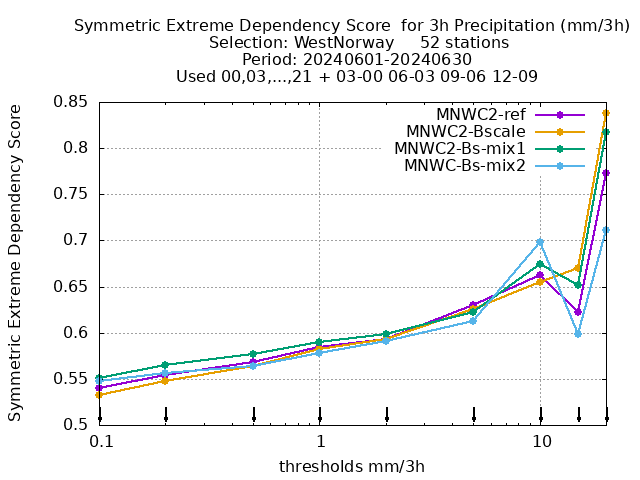 Symmetric Extreme Dependency Score  for 3h Precipitation (mm/3h)
Selection: WestNorway     52 stations
Period: 20240601-20240630
Used 00,03,...,21 + 03-00 06-03 09-06 12-09
Symmetric Extreme Dependency Score
0.85
0.8
0.75
0.7
0.65
0.6
0.55
0.5
MNWC2-ref
MNWC2-Bscale
MNWC2-Bs-mix1
MNWC-Bs-mix2
0.1 1 10
thresholds mm/3h